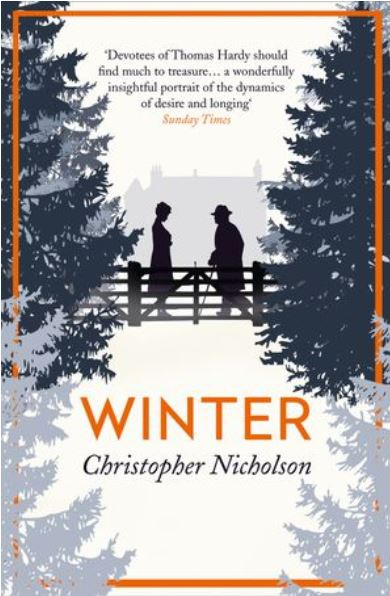 ‘Devotees of Thomas Hardy should
find much to treasure… a wonderfully
insightful portrait of the dynamics
of desire and longing‘
Sunday Times
WINTER
Christopher Nicholson